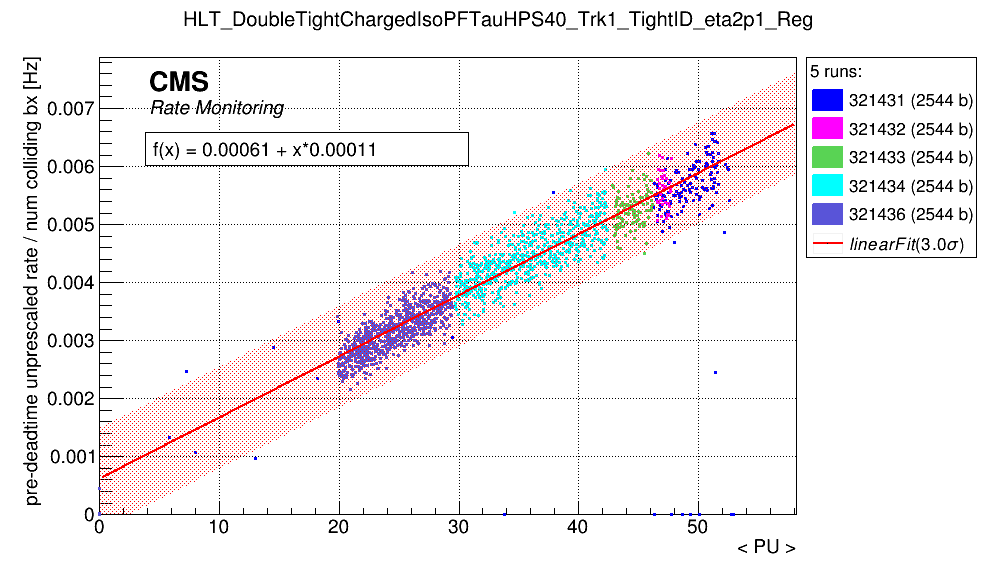 HLT_DoubleTightChargedIsoPFTauHPS40_Trk1_TightID_eta2p1_Reg
pre-deadtime unprescaled rate / num colliding bx [Hz]
CMS
Rate Monitoring
f(x) = 0.00061 + x*0.00011
0.007
0.006
0.005
0.004
0.003
0.002
0.001
0
0 10 20 30 40 50
< PU >
5 runs:
321431 (2544 b)
321432 (2544 b)
321433 (2544 b)
321434 (2544 b)
321436 (2544 b)
linearFit(3.0σ)